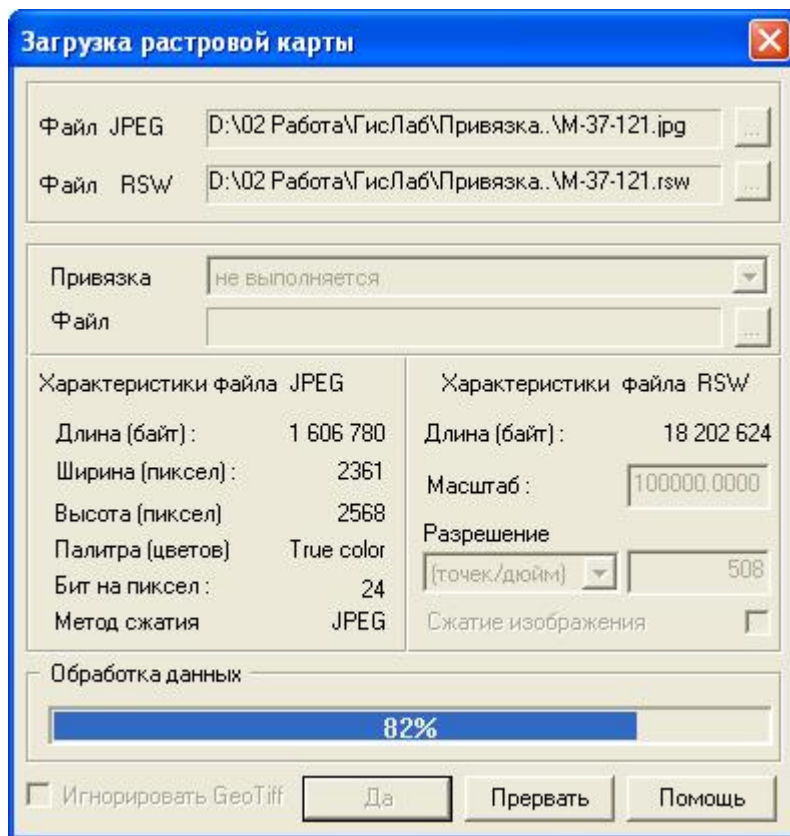 Загрузка растровой карты
Файл JPEG D:\02 Работа\ГисЛаб\Привязка..\M-37-121.jpg ...
Файл RSW D:\02 Работа\ГисЛаб\Привязка..\M-37-121.rsw ...
Привязка не выполняется
Файл ...
Характеристики файла JPEG
Длина (байт) : 1 606 780
Ширина (пиксел) : 2361
Высота (пиксел) 2568
Палитра (цветов) True color
Бит на пиксел : 24
Метод сжатия JPEG
Характеристики файла RSW
Длина (байт) : 18 202 624
Масштаб : 100000.0000
Разрешение
(точек/дюйм) 508
Сжатие изображения
Обработка данных
82%
Игнорировать GeoTiff Да Прервать Помощь